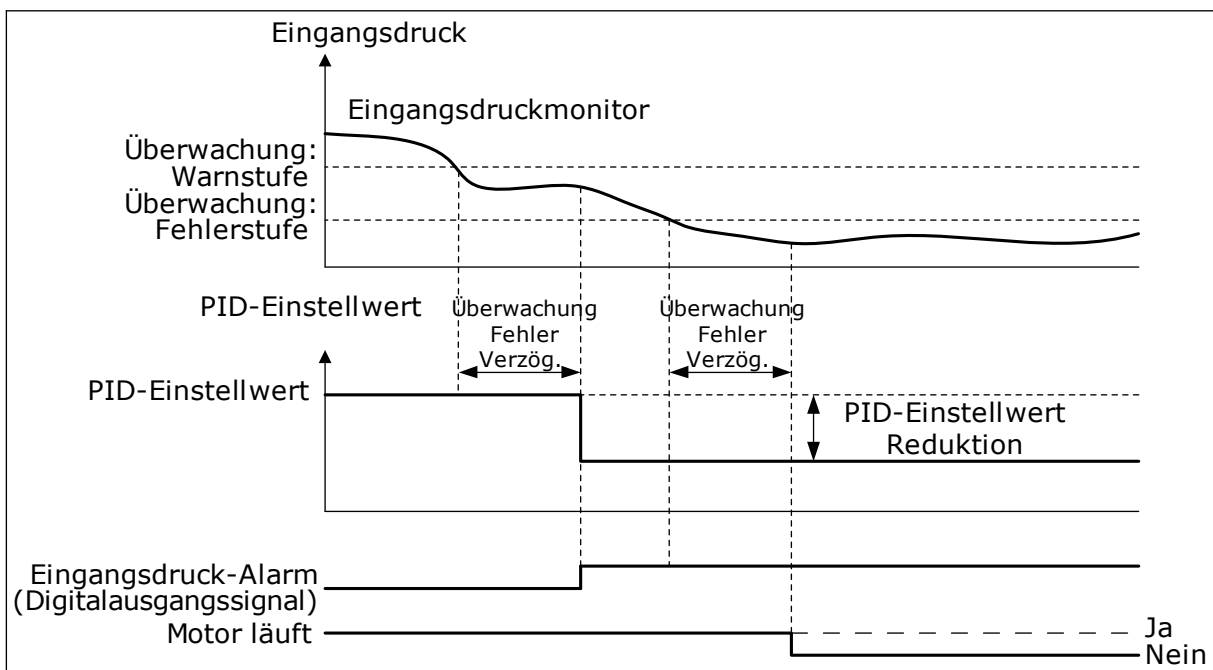 Eingangsdruck
Eingangsdruckmonitor
Überwachung:
Warnstufe
Überwachung:
Fehlerstufe
PID-Einstellwert
Überwachung
Fehler
Verzög.
Überwachung
Fehler
Verzög.
PID-Einstellwert
PID-Einstellwert
Reduktion
Eingangsdruck-Alarm
(Digitalausgangssignal)
Motor läuft
Ja
Nein